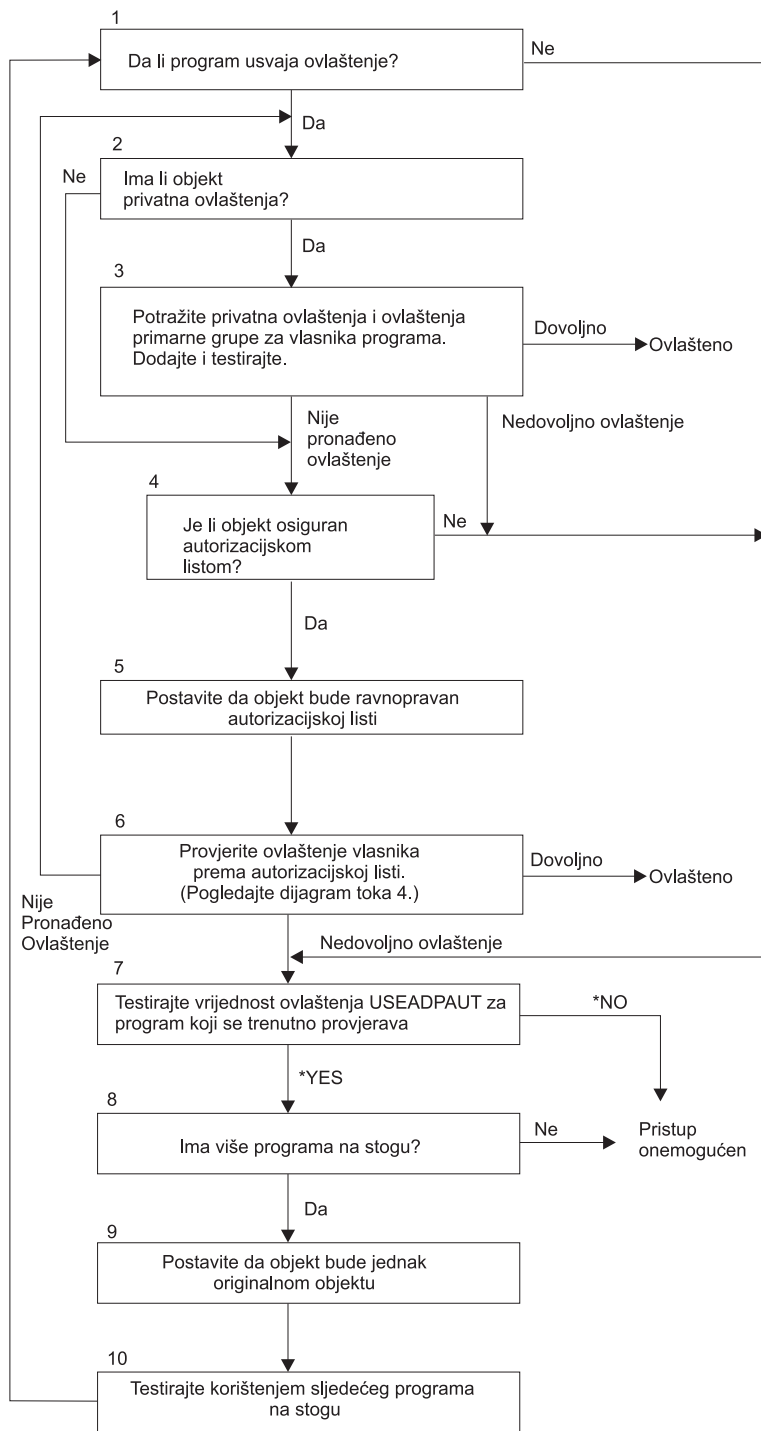 1
Da li program usvaja ovlaštenje?
Ne
Da
2
Ne
Ima li objekt
privatna ovlaštenja?
Da
3
Potražite privatna ovlaštenja i ovlaštenja
primarne grupe za vlasnika programa.
Dodajte i testirajte.
Dovoljno
Ovlašteno
Nije
pronađeno
ovlaštenje
Nedovoljno ovlaštenje
4
Je li objekt osiguran
autorizacijskom
listom?
Ne
Da
5
Postavite da objekt bude ravnopravan
autorizacijskoj listi
6
Provjerite ovlaštenje vlasnika
prema autorizacijskoj listi.
(Pogledajte dijagram toka 4.)
Dovoljno
Ovlašteno
Nije
Pronađeno
Ovlaštenje
Nedovoljno ovlaštenje
7
Testirajte vrijednost ovlaštenja USEADPAUT za
program koji se trenutno provjerava
*NO
*YES
8
Ima više programa na stogu?
Ne
Pristup
onemogućen
Da
9
Postavite da objekt bude jednak
originalnom objektu
10
Testirajte korištenjem sljedećeg programa
na stogu